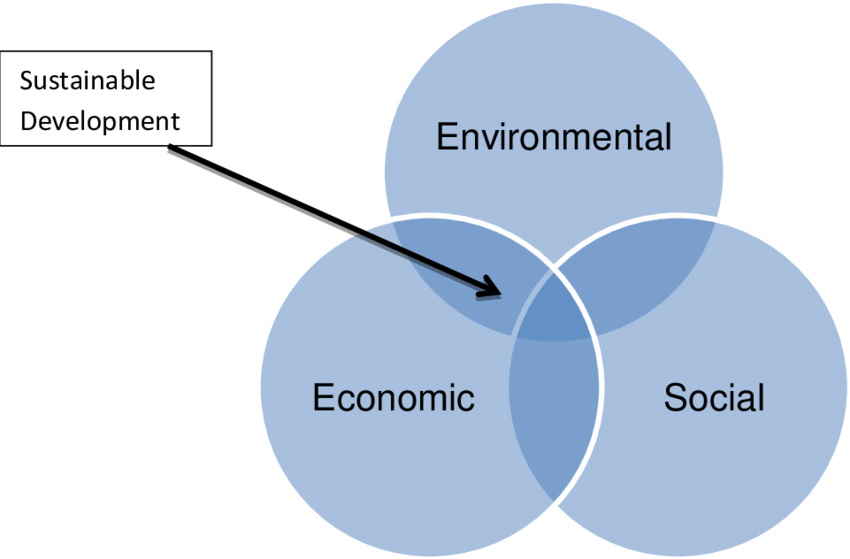 Sustainable
Development
Environmental
Economic
Social